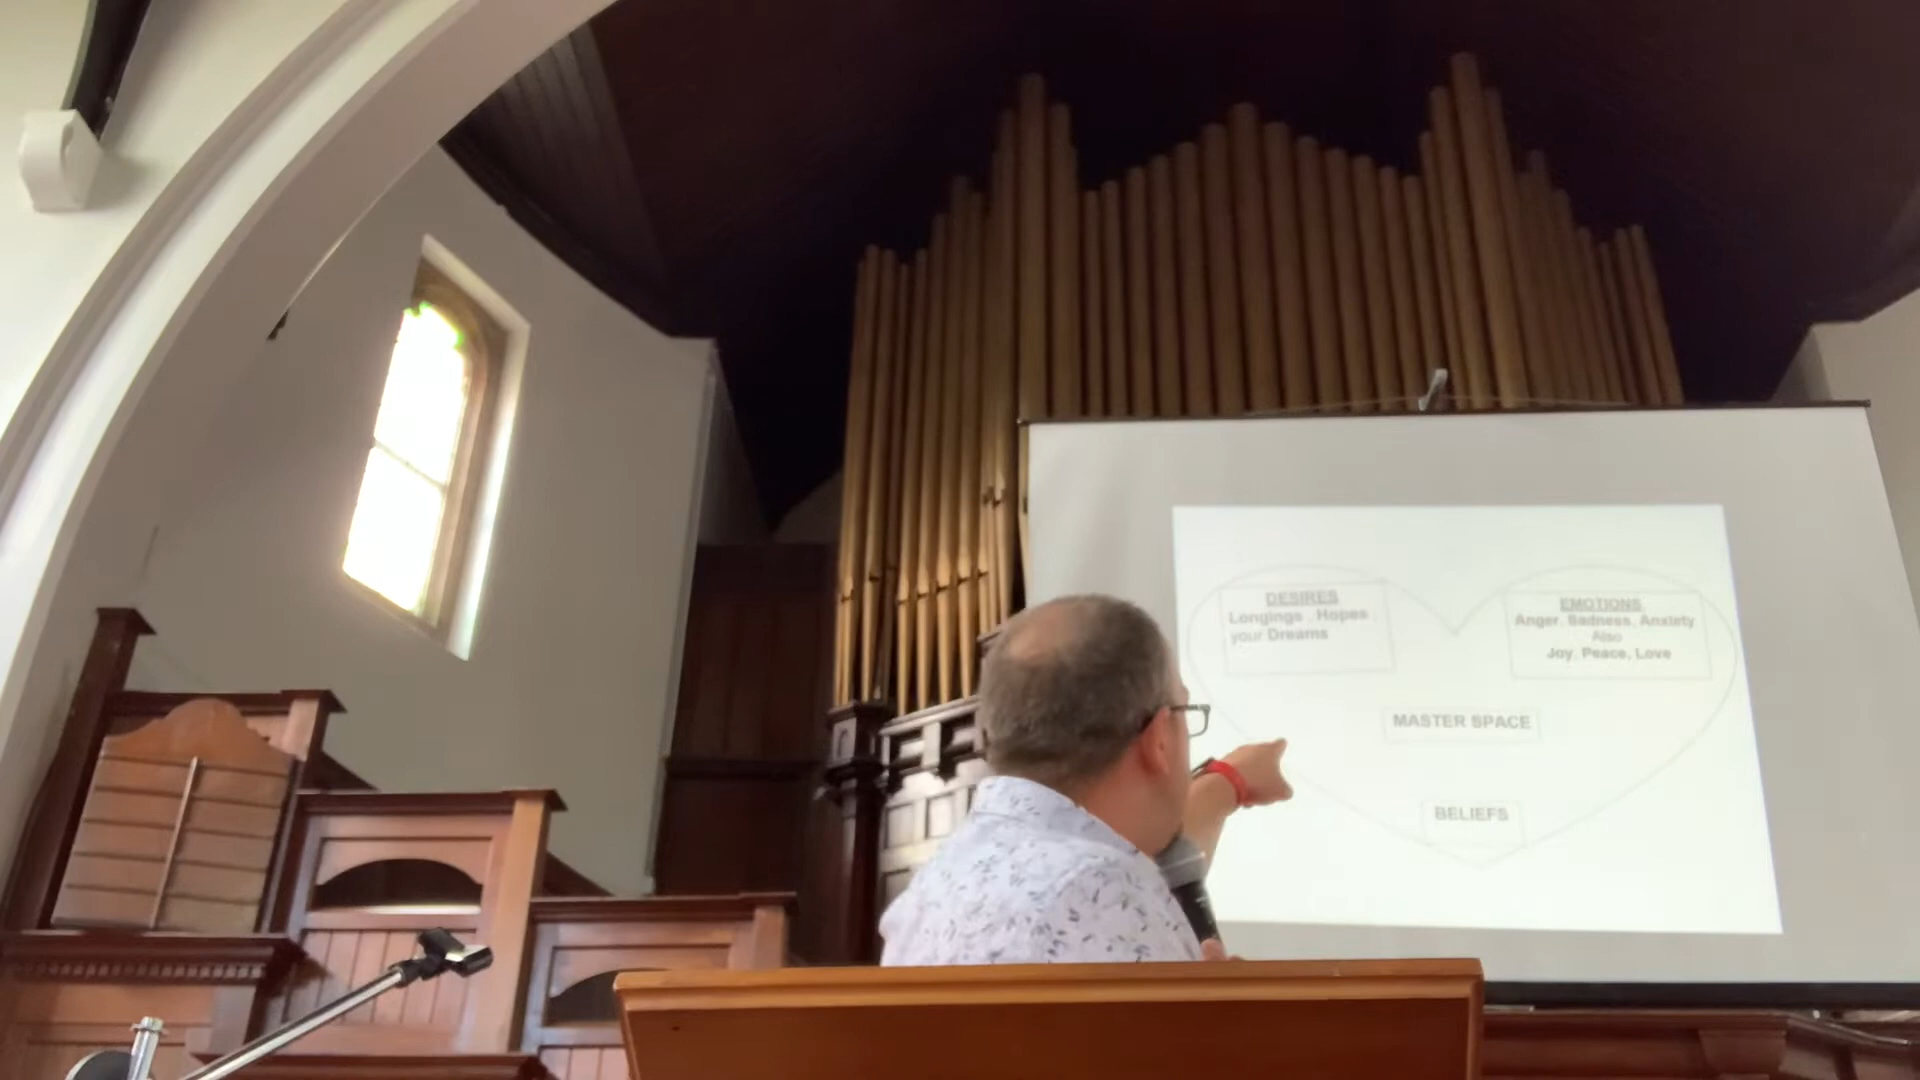 DESIRES
Longings , Hopes ,
your Dreams
EMOTIONS
Anger, Sadness, Anxiety
Also
Joy, Peace, Love
MASTER SPACE
BELIEFS